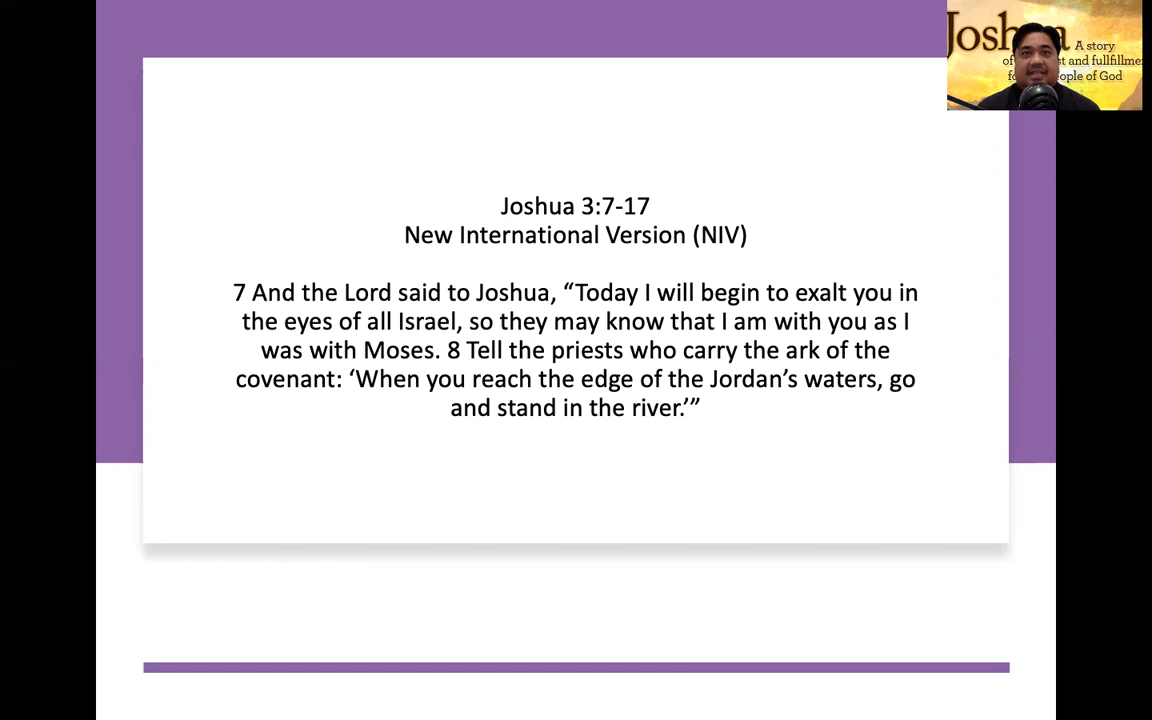 Joshua 3:7-17
New International Version (NIV)
7 And the Lord said to Joshua, “Today I will begin to exalt you in
the eyes of all Israel, so they may know that I am with you as I
was with Moses. 8 Tell the priests who carry the ark of the
covenant: ‘When you reach the edge of the Jordan’s waters, go
and stand in the river.’”
A story
and
People of God